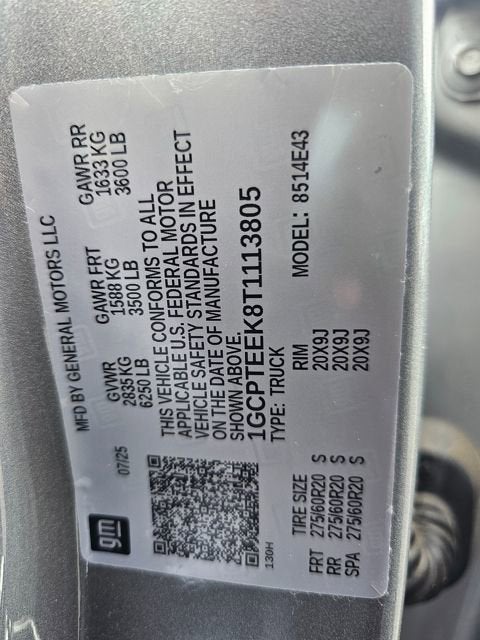 gm
07/25
MFD BY GENERAL MOTORS LLC
GVWR GAWR FRT GAWR RR
2835 KG 1588 KG 1633 KG
6250 LB 3500 LB 3600 LB
THIS VEHICLE CONFORMS TO ALL
APPLICABLE U.S. FEDERAL MOTOR
VEHICLE SAFETY STANDARDS IN EFFECT
ON THE DATE OF MANUFACTURE
SHOWN ABOVE.
1GCPTEEK8T1113805
TYPE: TRUCK MODEL: 8514E43
130H
TIRE SIZE RIM
FRT 275/60R20 S 20X9J
RR 275/60R20 S 20X9J
SPA 275/60R20 S 20X9J